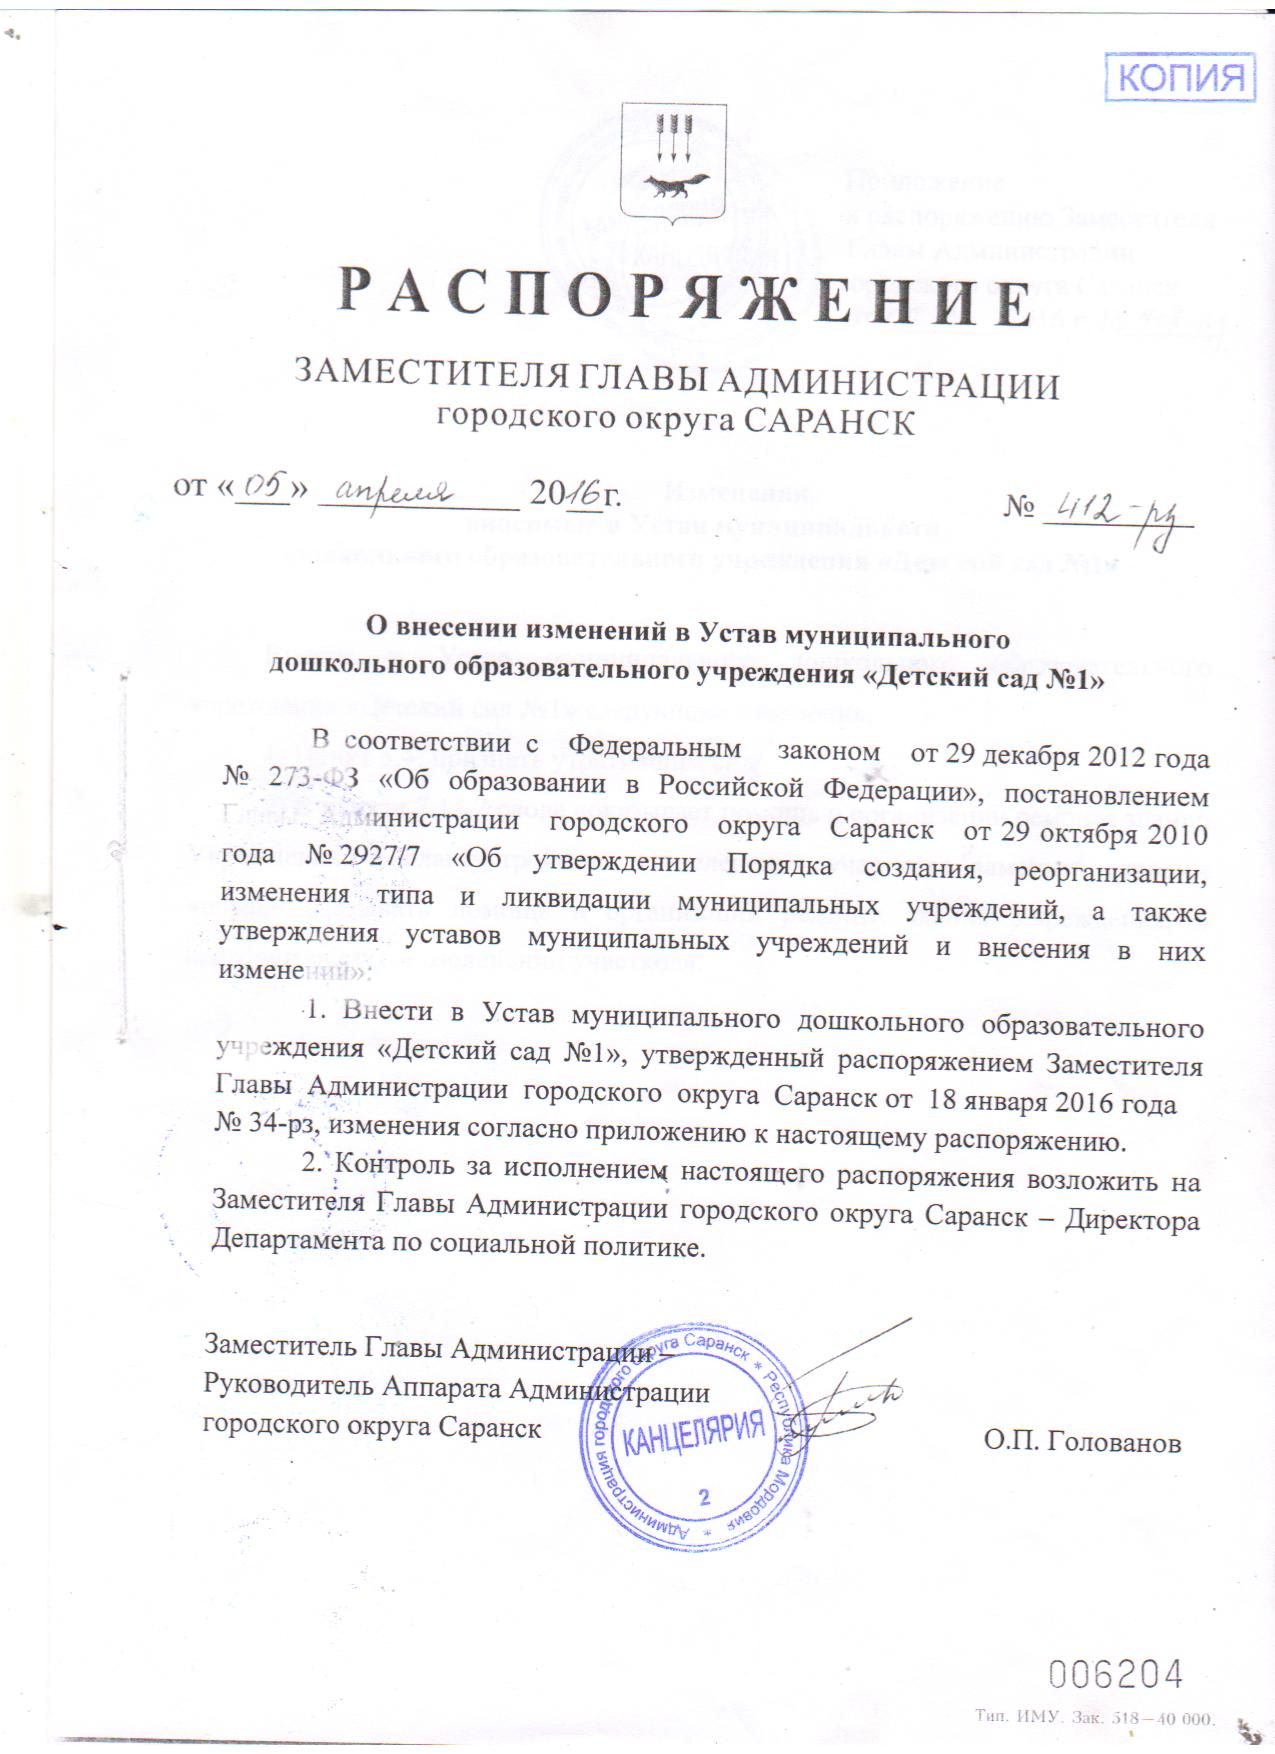 КОПИЯ
РАСПОРЯЖЕНИЕ
ЗАМЕСТИТЕЛЯ ГЛАВЫ АДМИНИСТРАЦИИ
городского округа САРАНСК
от «05» апреля 2016 г.
№ 412-рз
О внесении изменений в Устав муниципального
дошкольного образовательного учреждения «Детский сад №1»
В соответствии с Федеральным законом от 29 декабря 2012 года
№ 273-ФЗ «Об образовании в Российской Федерации», постановлением
Главы Администрации городского округа Саранск от 29 октября 2010
года № 2927/7 «Об утверждении Порядка создания, реорганизации,
изменения типа и ликвидации муниципальных учреждений, а также
утверждения уставов муниципальных учреждений и внесения в них
изменений»:
1. Внести в Устав муниципального дошкольного образовательного
учреждения «Детский сад №1», утвержденный распоряжением Заместителя
Главы Администрации городского округа Саранск от 18 января 2016 года
№ 34-рз, изменения согласно приложению к настоящему распоряжению.
2. Контроль за исполнением настоящего распоряжения возложить на
Заместителя Главы Администрации городского округа Саранск – Директора
Департамента по социальной политике.
Заместитель Главы Администрации –
Руководитель Аппарата Администрации
городского округа Саранск
О.П. Голованов
Администрация городского округа Саранск * Республика Мордовия *
КАНЦЕЛЯРИЯ
2
006204
Тип. ИМУ. Зак. 518—40 000.